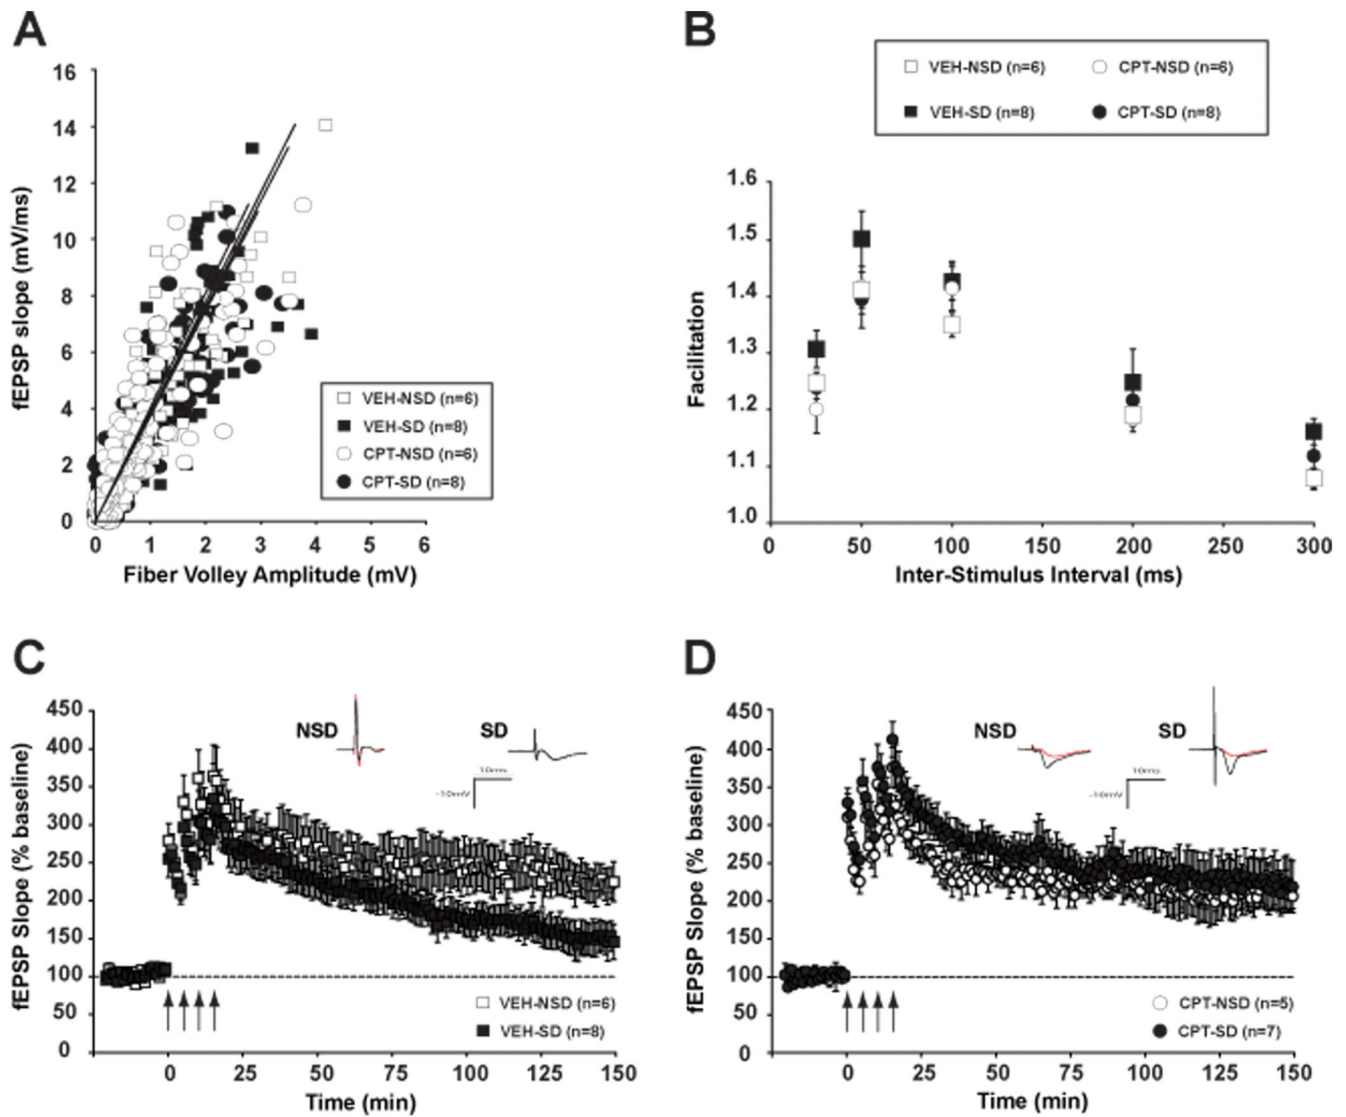 A
16
14
12
10
8
6
4
2
0
fEPSP slope (mV/ms)
0 1 2 3 4 5 6
Fiber Volley Amplitude (mV)
VEH-NSD (n=6)
VEH-SD (n=8)
CPT-NSD (n=6)
CPT-SD (n=8)
B
VEH-NSD (n=6) CPT-NSD (n=6)
VEH-SD (n=8) CPT-SD (n=8)
1.6
1.5
1.4
1.3
1.2
1.1
1.0
Facilitation
0 50 100 150 200 250 300
Inter-Stimulus Interval (ms)
C
450
400
350
300
250
200
150
100
50
0
fEPSP Slope (% baseline)
NSD SD
10ms
-10mV
VEH-NSD (n=6)
VEH-SD (n=8)
0 25 50 75 100 125 150
Time (min)
D
450
400
350
300
250
200
150
100
50
0
fEPSP Slope (% baseline)
NSD SD
10ms
-10mV
CPT-NSD (n=5)
CPT-SD (n=7)
0 25 50 75 100 125 150
Time (min)